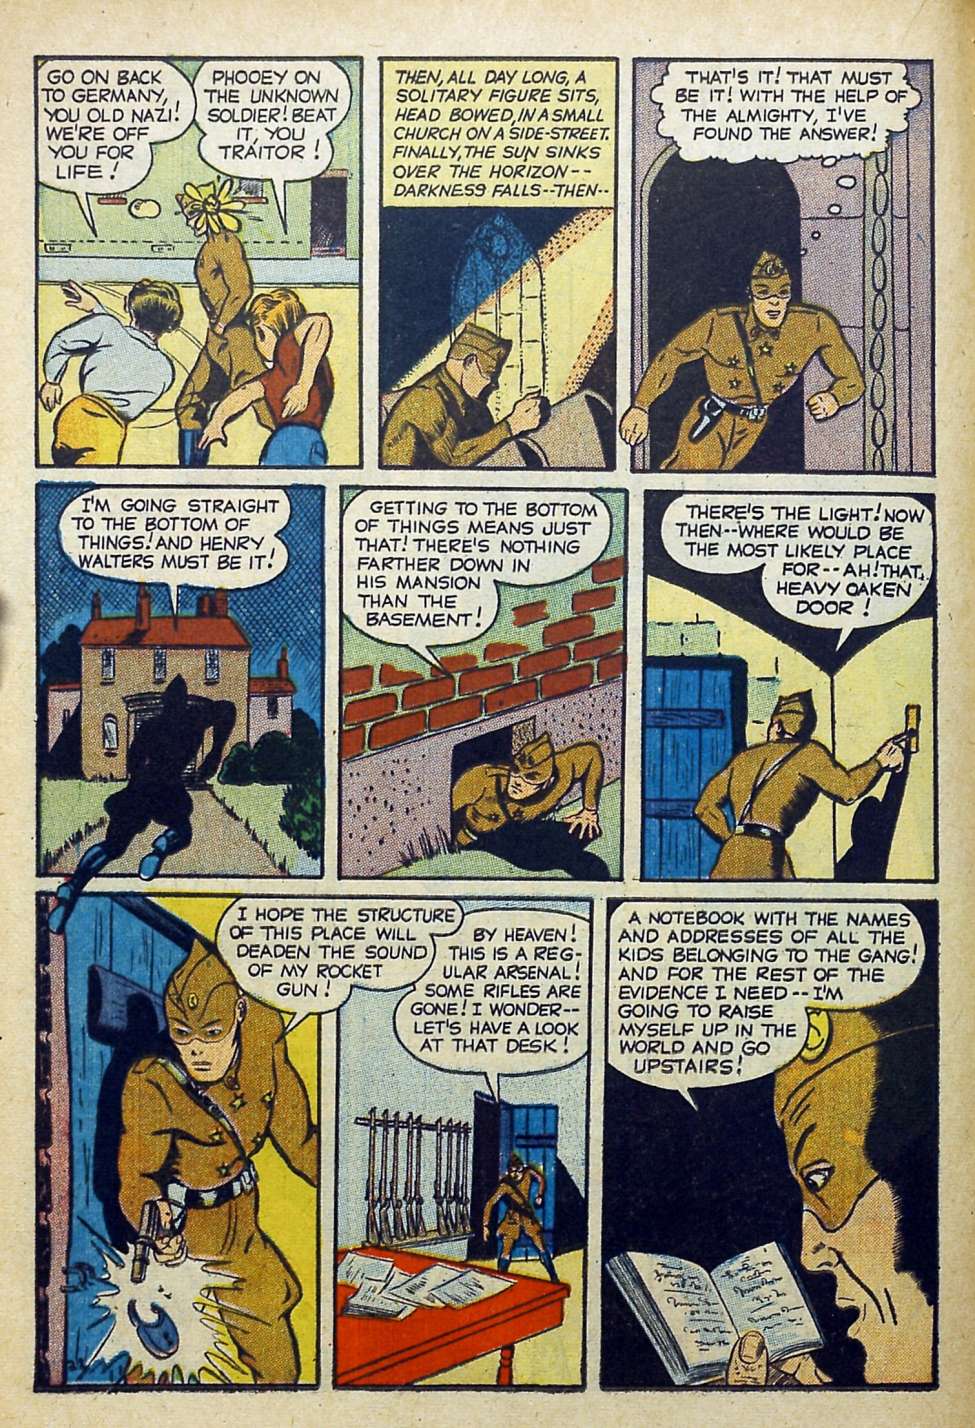 GO ON BACK
TO GERMANY,
YOU OLD NAZI!
WE'RE OFF
YOU FOR
LIFE!
PHOOEY ON
THE UNKNOWN
SOLDIER! BEAT
IT, YOU
TRAITOR!
THEN, ALL DAY LONG, A
SOLITARY FIGURE SITS,
HEAD BOWED, IN A SMALL
CHURCH ON A SIDE-STREET.
FINALLY, THE SUN SINKS
OVER THE HORIZON--
DARKNESS FALLS--THEN--
THAT'S IT! THAT MUST
BE IT! WITH THE HELP OF
THE ALMIGHTY, I'VE
FOUND THE ANSWER!
I'M GOING STRAIGHT
TO THE BOTTOM OF
THINGS! AND HENRY
WALTERS MUST BE IT!
GETTING TO THE BOTTOM
OF THINGS MEANS JUST
THAT! THERE'S NOTHING
FARTHER DOWN IN
HIS MANSION
THAN THE
BASEMENT!
THERE'S THE LIGHT! NOW
THEN--WHERE WOULD BE
THE MOST LIKELY PLACE
FOR--AH! THAT
HEAVY OAKEN
DOOR!
I HOPE THE STRUCTURE
OF THIS PLACE WILL
DEADEN THE SOUND
OF MY ROCKET
GUN!
BY HEAVEN!
THIS IS A REG-
ULAR ARSENAL!
SOME RIFLES ARE
GONE! I WONDER--
LET'S HAVE A LOOK
AT THAT DESK!
A NOTEBOOK WITH THE NAMES
AND ADDRESSES OF ALL THE
KIDS BELONGING TO THE GANG!
AND FOR THE REST OF THE
EVIDENCE I NEED--I'M
GOING TO RAISE
MYSELF UP IN THE
WORLD AND GO
UPSTAIRS!